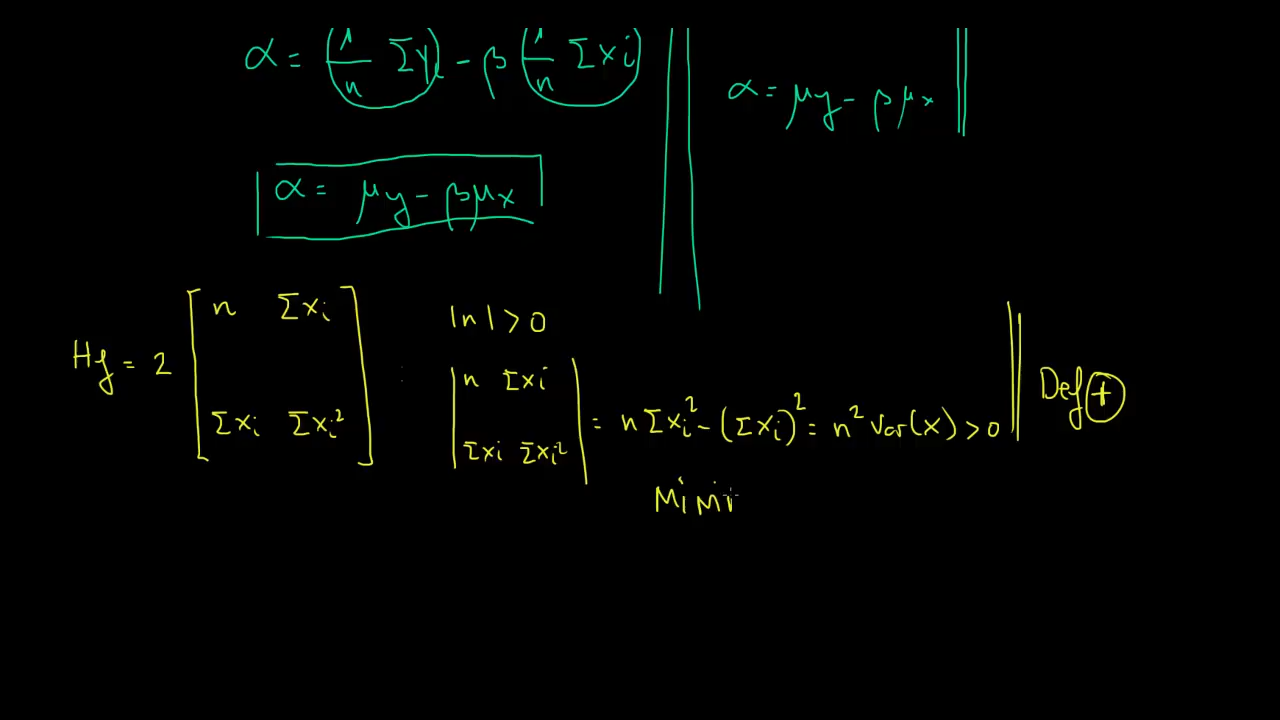 α = (1/n Σyi) - β (1/n Σxi)
α = μy - βμx
α = μy - βμx
Hf = 2 [n Σxi
Σxi Σxi²]
|n| > 0
|n Σxi
Σxi Σxi²| = nΣxi² - (Σxi)² = n² Var(x) > 0
Def +
Mimi